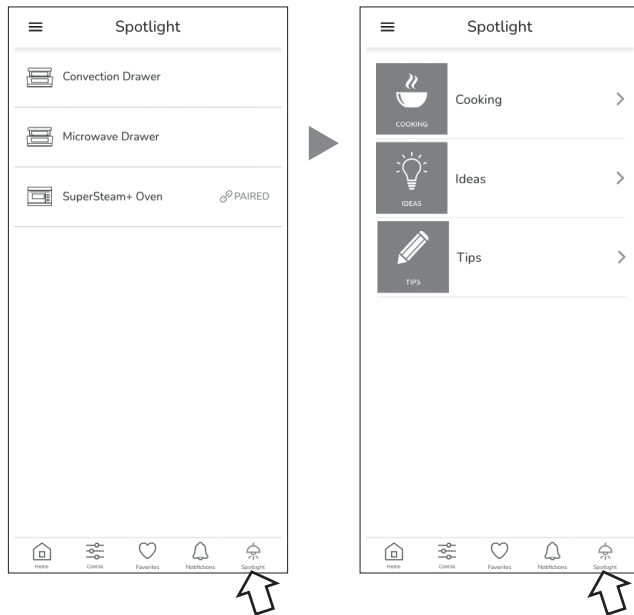 Spotlight
Convection Drawer
Microwave Drawer
SuperSteam+ Oven PAIRED
Home Control Favorites Notifictions Spotlight
Spotlight
COOKING Cooking
IDEAS Ideas
TIPS Tips
Home Control Favorites Notifictions Spotlight